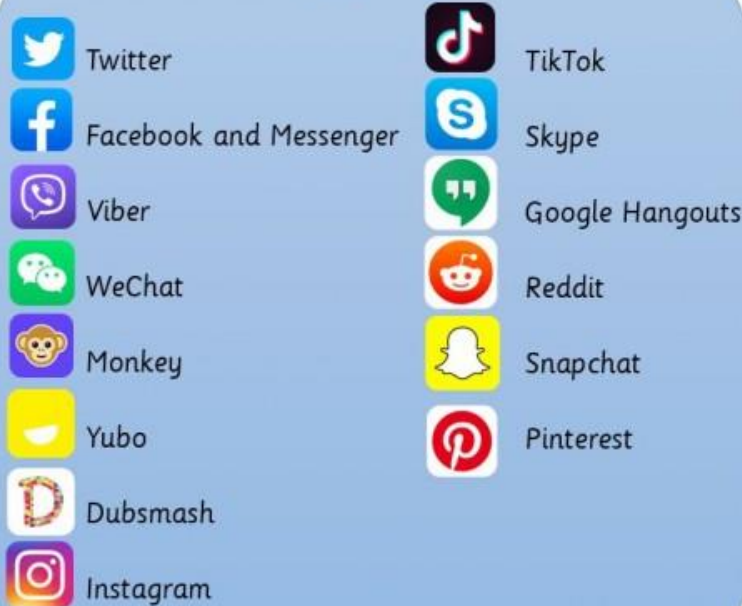 Twitter
Facebook and Messenger
Viber
WeChat
Monkey
Yubo
Dubsmash
Instagram
TikTok
Skype
Google Hangouts
Reddit
Snapchat
Pinterest